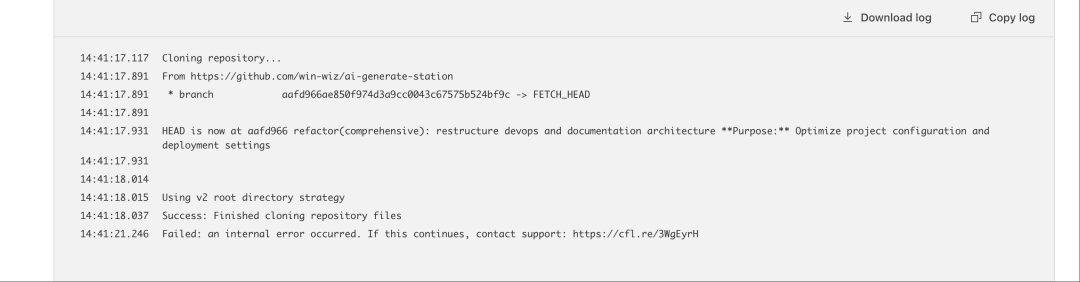 Download log Copy log
14:41:17.117 Cloning repository...
14:41:17.891 From https://github.com/win-wiz/ai-generate-station
14:41:17.891 * branch aafd966ae850f974d3a9cc0043c67575b524bf9c -> FETCH_HEAD
14:41:17.891
14:41:17.931 HEAD is now at aafd966 refactor(comprehensive): restructure devops and documentation architecture **Purpose:** Optimize project configuration and
deployment settings
14:41:17.931
14:41:18.014
14:41:18.015 Using v2 root directory strategy
14:41:18.037 Success: Finished cloning repository files
14:41:21.246 Failed: an internal error occurred. If this continues, contact support: https://cfl.re/3WgEyrH